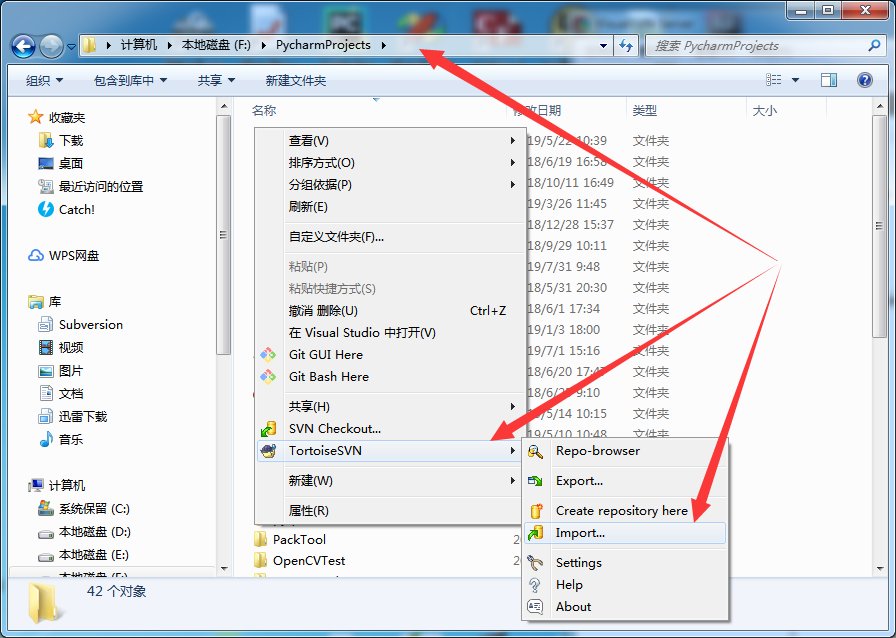 计算机 本地磁盘 (F:) PycharmProjects
搜索 PycharmProjects
组织 包含到库中 共享 新建文件夹
名称 日期 类型 大小
收藏夹
下载
桌面
最近访问的位置
Catch!
WPS网盘
库
Subversion
视频
图片
文档
迅雷下载
音乐
计算机
系统保留 (C:)
本地磁盘 (D:)
本地磁盘 (E:)
查看(V)
排序方式(O)
分组依据(P)
刷新(E)
自定义文件夹(F)...
粘贴(P)
粘贴快捷方式(S)
撤消 删除(U) Ctrl+Z
在 Visual Studio 中打开(V)
Git GUI Here
Git Bash Here
共享(H)
SVN Checkout...
TortoiseSVN
新建(W)
属性(R)
19/5/22 10:39 文件夹
18/6/19 16:58 文件夹
18/10/11 16:49 文件夹
19/3/26 11:45 文件夹
18/12/28 15:37 文件夹
18/9/29 10:11 文件夹
19/7/31 9:48 文件夹
18/5/31 20:30 文件夹
18/6/1 17:34 文件夹
19/1/3 18:00 文件夹
19/7/1 15:16 文件夹
18/6/20 文件夹
9:10 文件夹
19/5/14 10:15 文件夹
19/5/10 10:48 文件夹
Repo-browser
Export...
Create repository here
Import...
Settings
Help
About
PackTool
OpenCVTest
42 个对象